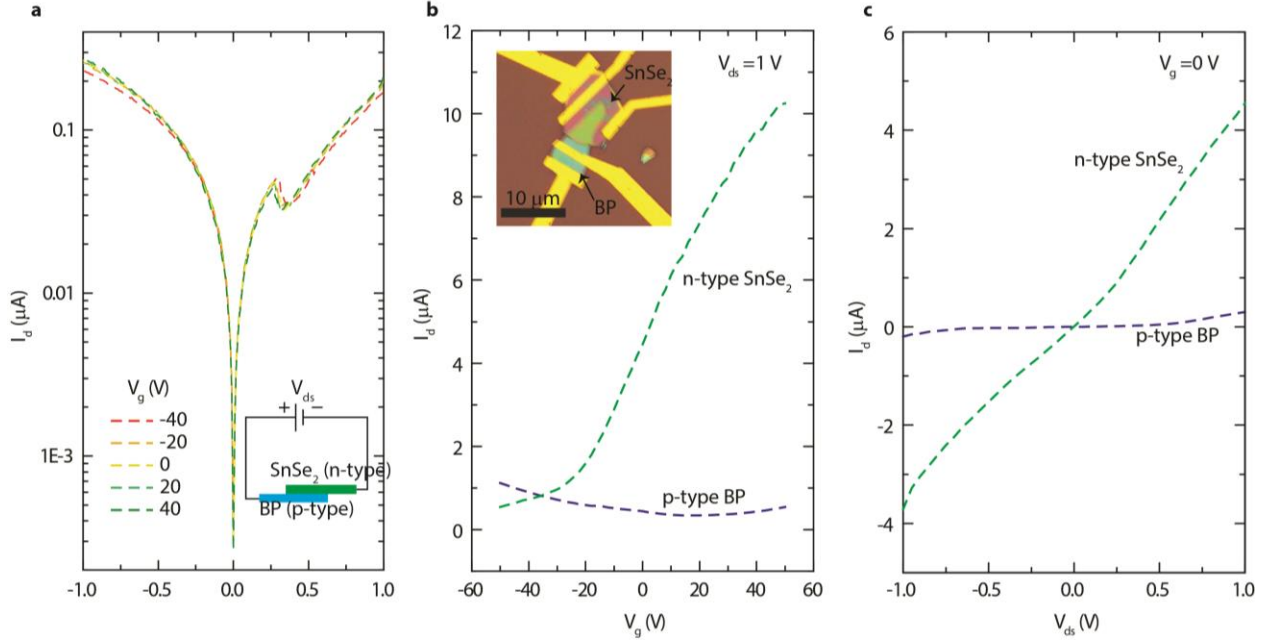 a
I_d (μA)
0.1
0.01
1E-3
V_g (V)
-40
-20
0
20
40
V_ds
+ −
SnSe₂ (n-type)
BP (p-type)
-1.0 -0.5 0.0 0.5 1.0
b
I_d (μA)
12
10
8
6
4
2
0
V_ds =1 V
SnSe₂
10 μm
BP
n-type SnSe₂
p-type BP
-60 -40 -20 0 20 40 60
V_g (V)
c
I_d (μA)
6
4
2
0
-2
-4
V_g =0 V
n-type SnSe₂
p-type BP
-1.0 -0.5 0.0 0.5 1.0
V_ds (V)